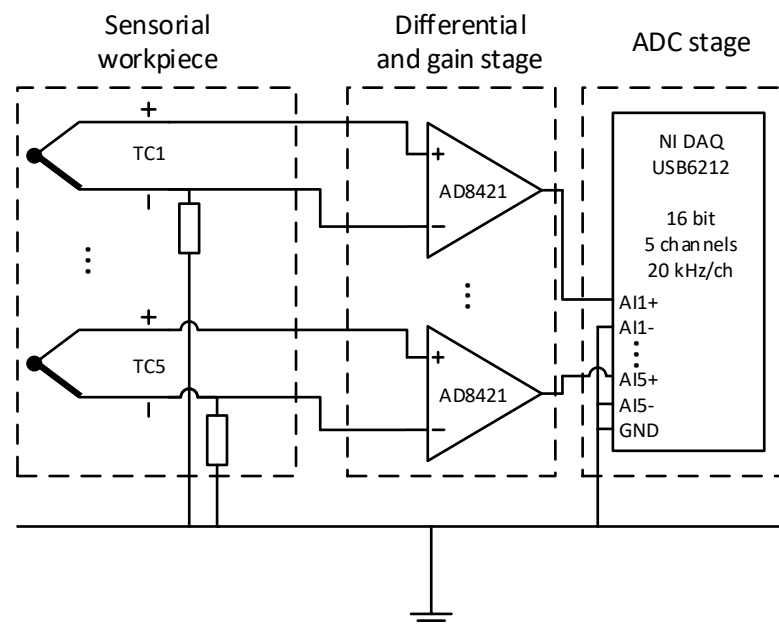 Sensorial
workpiece
Differential
and gain stage
ADC stage
+
TC1
−
...
+
TC5
−
+
AD8421
−
...
+
AD8421
−
NI DAQ
USB6212
16 bit
5 channels
20 kHz/ch
AI1+
AI1-
...
AI5+
AI5-
GND